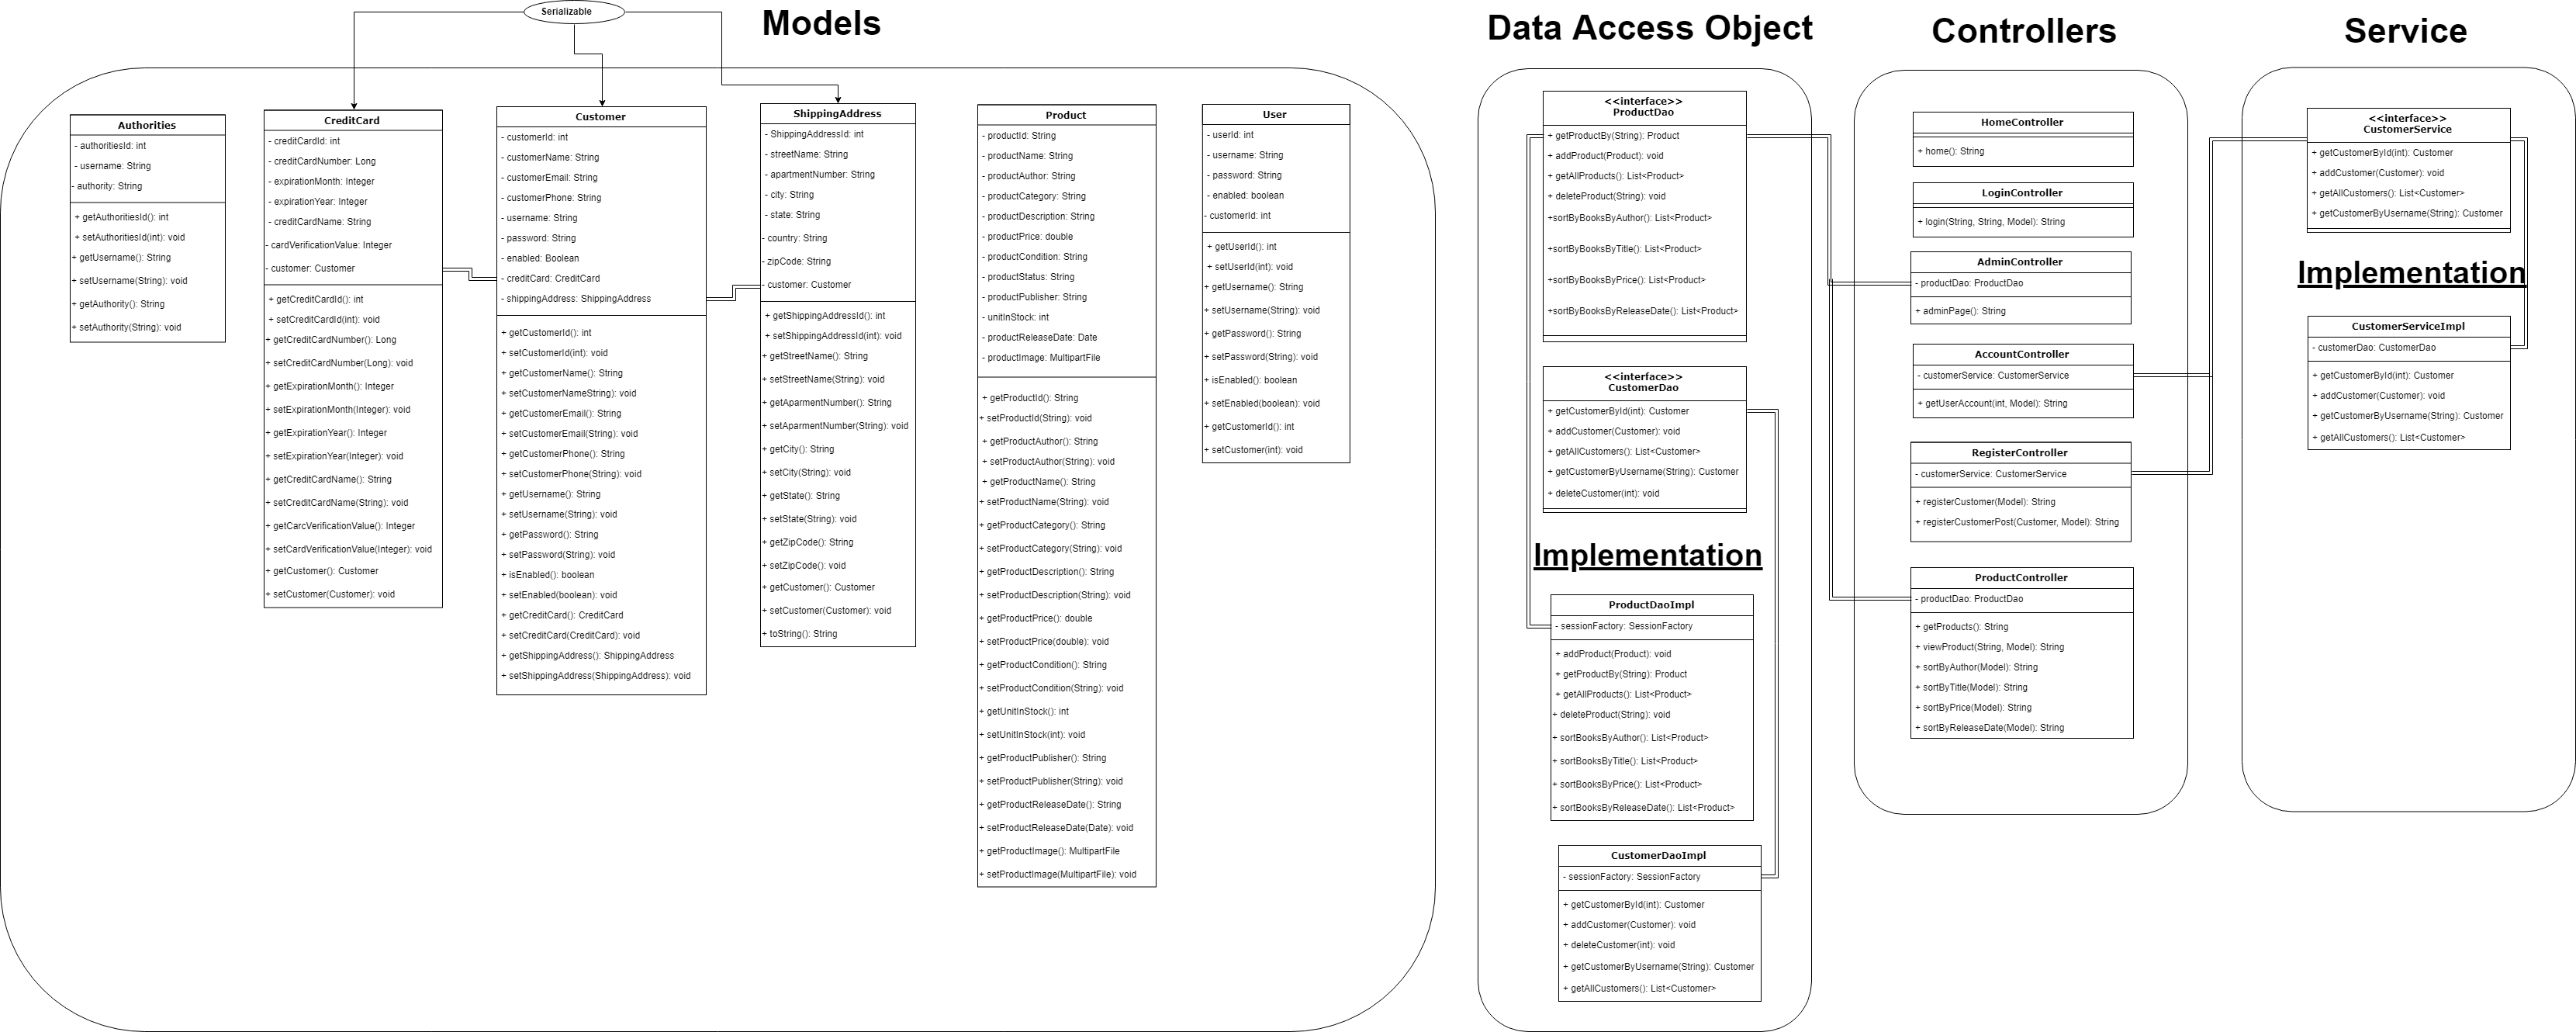 Serializable
Models
Authorities
- authoritiesId: int
- username: String
- authority: String
+ getAuthoritiesId(): int
+ setAuthoritiesId(int): void
+ getUsername(): String
+ setUsername(String): void
+ getAuthority(): String
+ setAuthority(String): void
CreditCard
- creditCardId: int
- creditCardNumber: Long
- expirationMonth: Integer
- expirationYear: Integer
- creditCardName: String
- cardVerificationValue: Integer
- customer: Customer
+ getCreditCardId(): int
+ setCreditCardId(int): void
+ getCreditCardNumber(): Long
+ setCreditCardNumber(Long): void
+ getExpirationMonth(): Integer
+ setExpirationMonth(Integer): void
+ getExpirationYear(): Integer
+ setExpirationYear(Integer): void
+ getCreditCardName(): String
+ setCreditCardName(String): void
+ getCarcVerificationValue(): Integer
+ setCardVerificationValue(Integer): void
+ getCustomer(): Customer
+ setCustomer(Customer): void
Customer
- customerId: int
- customerName: String
- customerEmail: String
- customerPhone: String
- username: String
- password: String
- enabled: Boolean
- creditCard: CreditCard
- shippingAddress: ShippingAddress
+ getCustomerId(): int
+ setCustomerId(int): void
+ getCustomerName(): String
+ setCustomerNameString): void
+ getCustomerEmail(): String
+ setCustomerEmail(String): void
+ getCustomerPhone(): String
+ setCustomerPhone(String): void
+ getUsername(): String
+ setUsername(String): void
+ getPassword(): String
+ setPassword(String): void
+ isEnabled(): boolean
+ setEnabled(boolean): void
+ getCreditCard(): CreditCard
+ setCreditCard(CreditCard): void
+ getShippingAddress(): ShippingAddress
+ setShippingAddress(ShippingAddress): void
ShippingAddress
- ShippingAddressId: int
- streetName: String
- apartmentNumber: String
- city: String
- state: String
- country: String
- zipCode: String
- customer: Customer
+ getShippingAddressId(): int
+ setShippingAddressId(int): void
+ getStreetName(): String
+ setStreetName(String): void
+ getAparmentNumber(): String
+ setAparmentNumber(String): void
+ getCity(): String
+ setCity(String): void
+ getState(): String
+ setState(String): void
+ getZipCode(): String
+ setZipCode(): void
+ getCustomer(): Customer
+ setCustomer(Customer): void
+ toString(): String
Product
- productId: String
- productName: String
- productAuthor: String
- productCategory: String
- productDescription: String
- productPrice: double
- productCondition: String
- productStatus: String
- productPublisher: String
- unitInStock: int
- productReleaseDate: Date
- productImage: MultipartFile
+ getProductId(): String
+ setProductId(String): void
+ getProductAuthor(): String
+ setProductAuthor(String): void
+ getProductName(): String
+ setProductName(String): void
+ getProductCategory(): String
+ setProductCategory(String): void
+ getProductDescription(): String
+ setProductDescription(String): void
+ getProductPrice(): double
+ setProductPrice(double): void
+ getProductCondition(): String
+ setProductCondition(String): void
+ getUnitInStock(): int
+ setUnitInStock(int): void
+ getProductPublisher(): String
+ setProductPublisher(String): void
+ getProductReleaseDate(): String
+ setProductReleaseDate(Date): void
+ getProductImage(): MultipartFile
+ setProductImage(MultipartFile): void
User
- userId: int
- username: String
- password: String
- enabled: boolean
- customerId: int
+ getUserId(): int
+ setUserId(int): void
+ getUsername(): String
+ setUsername(String): void
+ getPassword(): String
+ setPassword(String): void
+ isEnabled(): boolean
+ setEnabled(boolean): void
+ getCustomerId(): int
+ setCustomer(int): void
Data Access Object
<<interface>>
ProductDao
+ getProductBy(String): Product
+ addProduct(Product): void
+ getAllProducts(): List<Product>
+ deleteProduct(String): void
+sortByBooksByAuthor(): List<Product>
+sortByBooksByTitle(): List<Product>
+sortByBooksByPrice(): List<Product>
+sortByBooksByReleaseDate(): List<Product>
<<interface>>
CustomerDao
+ getCustomerById(int): Customer
+ addCustomer(Customer): void
+ getAllCustomers(): List<Customer>
+ getCustomerByUsername(String): Customer
+ deleteCustomer(int): void
Implementation
ProductDaoImpl
- sessionFactory: SessionFactory
+ addProduct(Product): void
+ getProductBy(String): Product
+ getAllProducts(): List<Product>
+ deleteProduct(String): void
+ sortBooksByAuthor(): List<Product>
+ sortBooksByTitle(): List<Product>
+ sortBooksByPrice(): List<Product>
+ sortBooksByReleaseDate(): List<Product>
CustomerDaoImpl
- sessionFactory: SessionFactory
+ getCustomerById(int): Customer
+ addCustomer(Customer): void
+ deleteCustomer(int): void
+ getCustomerByUsername(String): Customer
+ getAllCustomers(): List<Customer>
Controllers
HomeController
+ home(): String
LoginController
+ login(String, String, Model): String
AdminController
- productDao: ProductDao
+ adminPage(): String
AccountController
- customerService: CustomerService
+ getUserAccount(int, Model): String
RegisterController
- customerService: CustomerService
+ registerCustomer(Model): String
+ registerCustomerPost(Customer, Model): String
ProductController
- productDao: ProductDao
+ getProducts(): String
+ viewProduct(String, Model): String
+ sortByAuthor(Model): String
+ sortByTitle(Model): String
+ sortByPrice(Model): String
+ sortByReleaseDate(Model): String
Service
<<interface>>
CustomerService
+ getCustomerById(int): Customer
+ addCustomer(Customer): void
+ getAllCustomers(): List<Customer>
+ getCustomerByUsername(String): Customer
Implementation
CustomerServiceImpl
- customerDao: CustomerDao
+ getCustomerById(int): Customer
+ addCustomer(Customer): void
+ getCustomerByUsername(String): Customer
+ getAllCustomers(): List<Customer>